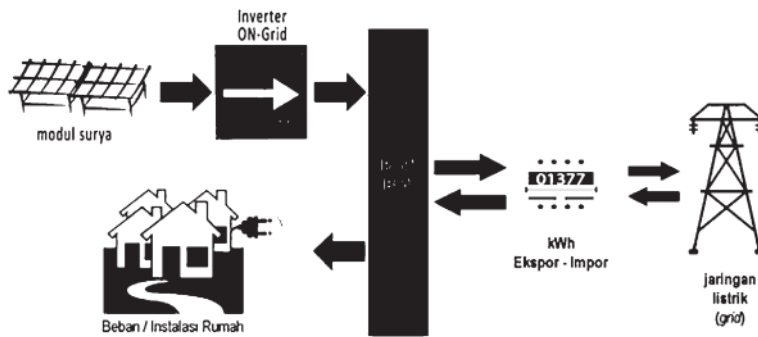 Inverter
ON-Grid
modul surya
01377
kWh
Ekspor - Impor
jaringan
listrik
(grid)
Beban / Instalasi Rumah